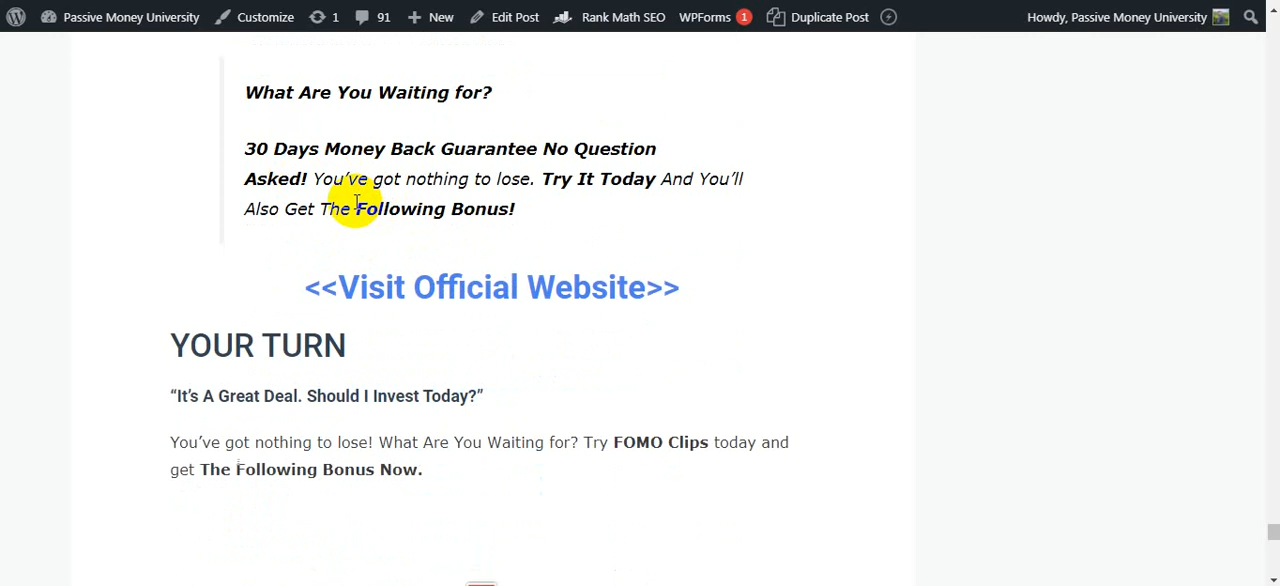 Passive Money University Customize 1 91 New Edit Post Rank Math SEO WPForms 1 Duplicate Post Howdy, Passive Money University
What Are You Waiting for?
30 Days Money Back Guarantee No Question
Asked! You’ve got nothing to lose. Try It Today And You’ll
Also Get The Following Bonus!
<<Visit Official Website>>
YOUR TURN
“It’s A Great Deal. Should I Invest Today?”
You’ve got nothing to lose! What Are You Waiting for? Try FOMO Clips today and
get The Following Bonus Now.